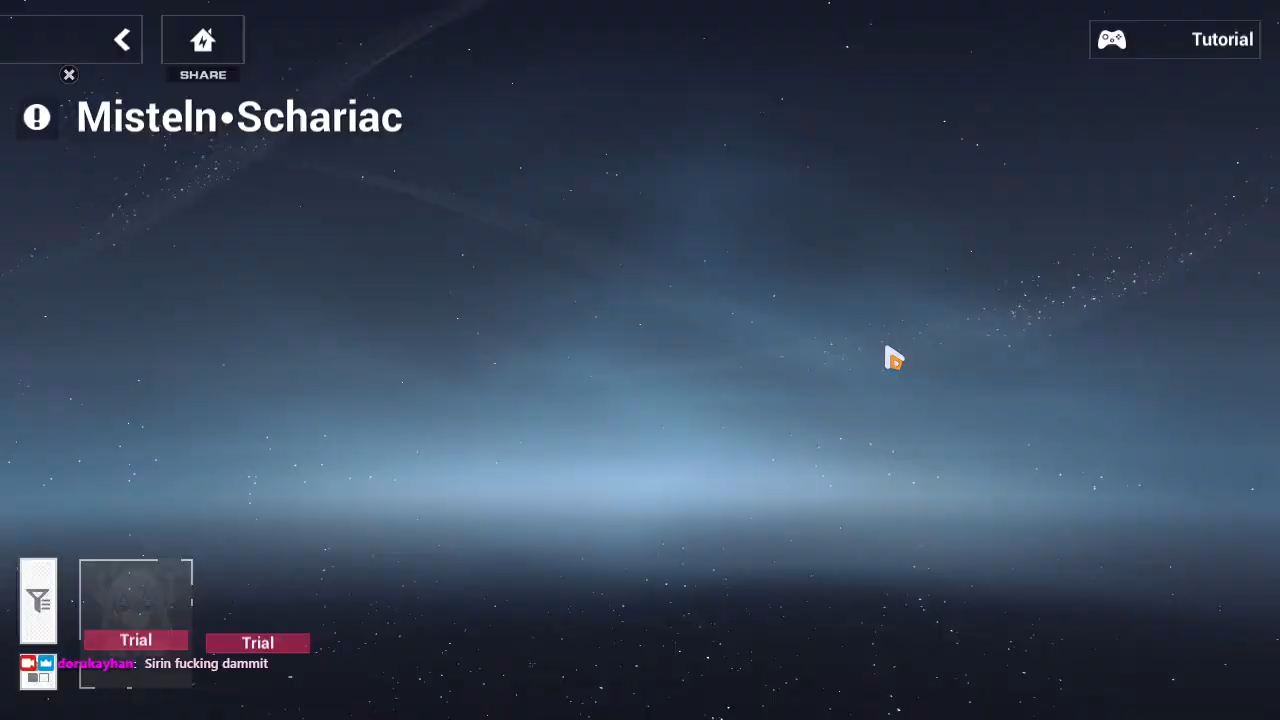 Tutorial
SHARE
Misteln•Schariac
Trial
Trial
dorukayhan: Sirin fucking dammit